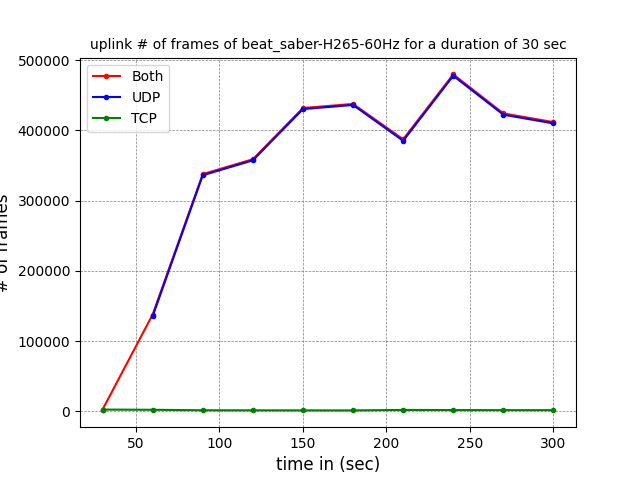 uplink # of frames of beat_saber-H265-60Hz for a duration of 30 sec
Both
UDP
TCP
500000
400000
300000
200000
100000
0
# of frames
50 100 150 200 250 300
time in (sec)